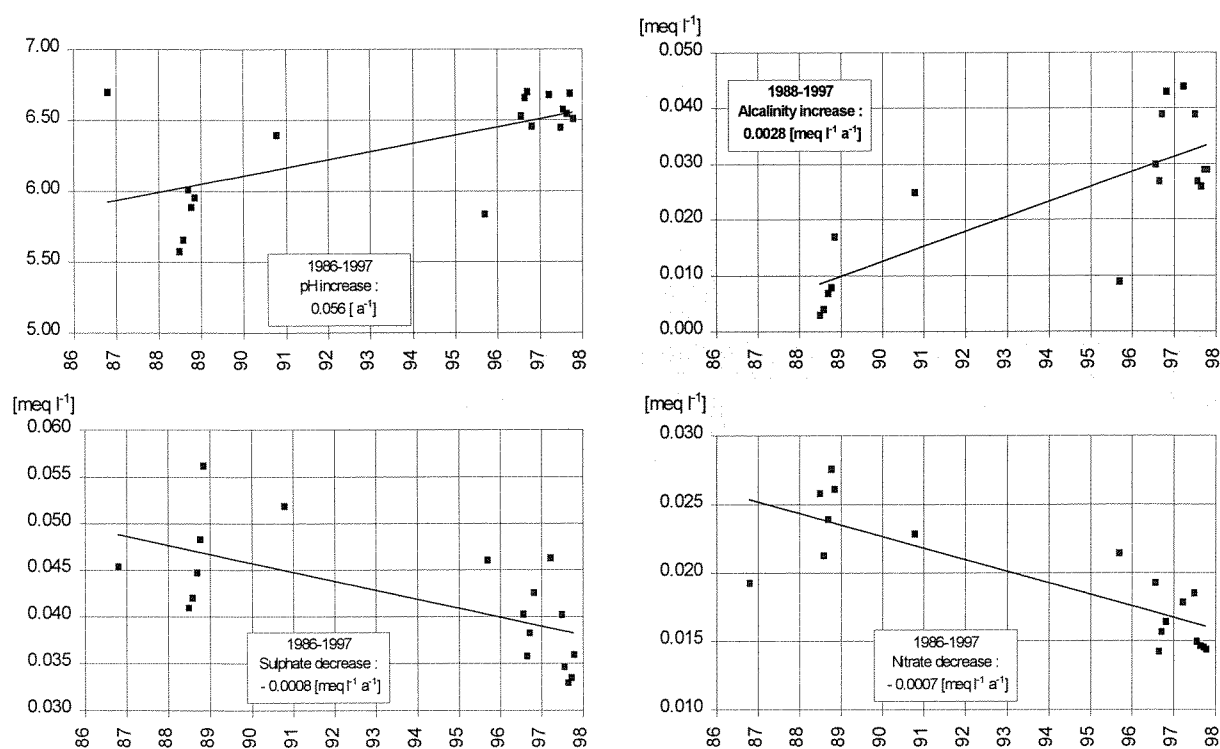 7.00
6.50
6.00
5.50
5.00
86 87 88 89 90 91 92 93 94 95 96 97 98
1986-1997
pH increase :
0.056 [ a⁻¹]
[meq l⁻¹]
0.050
0.040
0.030
0.020
0.010
0.000
86 87 88 89 90 91 92 93 94 95 96 97 98
1988-1997
Alcalinity increase :
0.0028 [meq l⁻¹ a⁻¹]
[meq l⁻¹]
0.060
0.055
0.050
0.045
0.040
0.035
0.030
86 87 88 89 90 91 92 93 94 95 96 97 98
1986-1997
Sulphate decrease :
- 0.0008 [meq l⁻¹ a⁻¹]
[meq l⁻¹]
0.030
0.025
0.020
0.015
0.010
86 87 88 89 90 91 92 93 94 95 96 97 98
1986-1997
Nitrate decrease :
- 0.0007 [meq l⁻¹ a⁻¹]